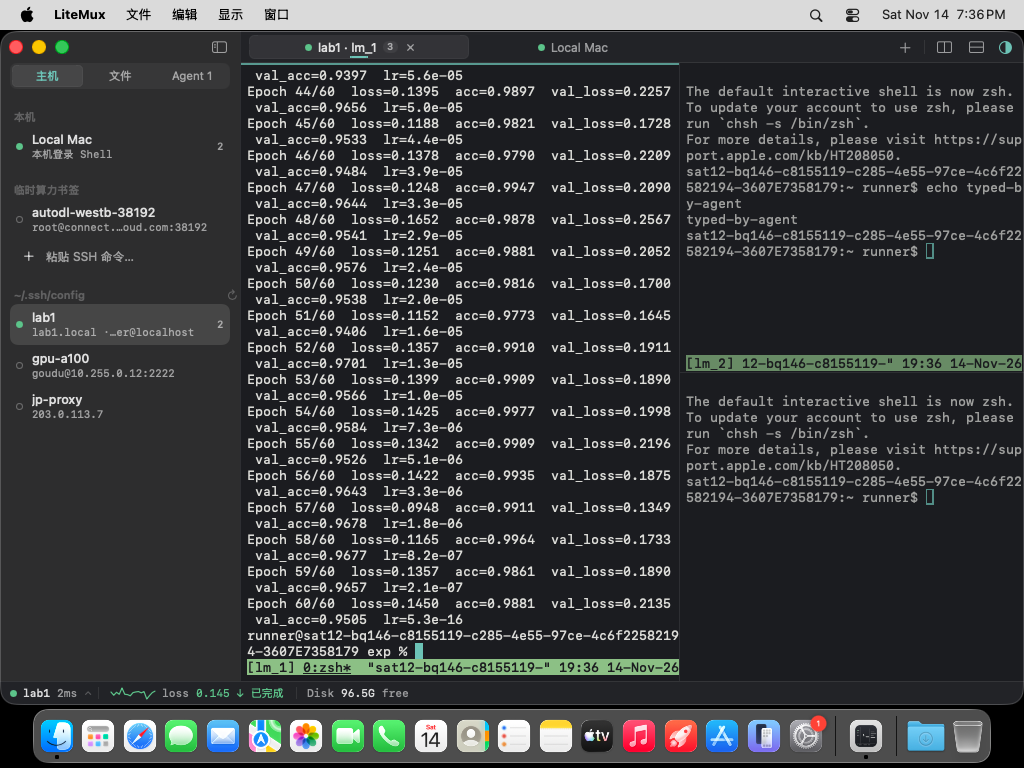 LiteMux 文件 编辑 显示 窗口 Sat Nov 14 7:36 PM
主机 文件 Agent 1
本机
Local Mac 2
本机登录 Shell
临时算力书签
autodl-westb-38192
root@connect....oud.com:38192
+ 粘贴 SSH 命令...
~/.ssh/config
lab1 2
lab1.local ·…er@localhost
gpu-a100
goudu@10.255.0.12:2222
jp-proxy
203.0.113.7
lab1 · lm_1 3 ×
Local Mac
val_acc=0.9397 lr=5.6e-05
Epoch 44/60 loss=0.1395 acc=0.9897 val_loss=0.2257
val_acc=0.9656 lr=5.0e-05
Epoch 45/60 loss=0.1188 acc=0.9821 val_loss=0.1728
val_acc=0.9533 lr=4.4e-05
Epoch 46/60 loss=0.1378 acc=0.9790 val_loss=0.2209
val_acc=0.9484 lr=3.9e-05
Epoch 47/60 loss=0.1248 acc=0.9947 val_loss=0.2090
val_acc=0.9644 lr=3.3e-05
Epoch 48/60 loss=0.1652 acc=0.9878 val_loss=0.2567
val_acc=0.9541 lr=2.9e-05
Epoch 49/60 loss=0.1251 acc=0.9881 val_loss=0.2052
val_acc=0.9576 lr=2.4e-05
Epoch 50/60 loss=0.1230 acc=0.9816 val_loss=0.1700
val_acc=0.9538 lr=2.0e-05
Epoch 51/60 loss=0.1152 acc=0.9773 val_loss=0.1645
val_acc=0.9406 lr=1.6e-05
Epoch 52/60 loss=0.1357 acc=0.9910 val_loss=0.1911
val_acc=0.9701 lr=1.3e-05
Epoch 53/60 loss=0.1399 acc=0.9909 val_loss=0.1890
val_acc=0.9566 lr=1.0e-05
Epoch 54/60 loss=0.1425 acc=0.9977 val_loss=0.1998
val_acc=0.9584 lr=7.3e-06
Epoch 55/60 loss=0.1342 acc=0.9909 val_loss=0.2196
val_acc=0.9526 lr=5.1e-06
Epoch 56/60 loss=0.1422 acc=0.9935 val_loss=0.1875
val_acc=0.9643 lr=3.3e-06
Epoch 57/60 loss=0.0948 acc=0.9911 val_loss=0.1349
val_acc=0.9678 lr=1.8e-06
Epoch 58/60 loss=0.1165 acc=0.9964 val_loss=0.1733
val_acc=0.9677 lr=8.2e-07
Epoch 59/60 loss=0.1357 acc=0.9861 val_loss=0.1890
val_acc=0.9657 lr=2.1e-07
Epoch 60/60 loss=0.1450 acc=0.9881 val_loss=0.2135
val_acc=0.9505 lr=5.3e-16
runner@sat12-bq146-c8155119-c285-4e55-97ce-4c6f2258219
4-3607E7358179 exp %
[lm_1] 0:zsh* "sat12-bq146-c8155119-" 19:36 14-Nov-26
The default interactive shell is now zsh.
To update your account to use zsh, please
run `chsh -s /bin/zsh`.
For more details, please visit https://sup
port.apple.com/kb/HT208050.
sat12-bq146-c8155119-c285-4e55-97ce-4c6f22
582194-3607E7358179:~ runner$ echo typed-b
y-agent
typed-by-agent
sat12-bq146-c8155119-c285-4e55-97ce-4c6f22
582194-3607E7358179:~ runner$
[lm_2] 12-bq146-c8155119-" 19:36 14-Nov-26
The default interactive shell is now zsh.
To update your account to use zsh, please
run `chsh -s /bin/zsh`.
For more details, please visit https://sup
port.apple.com/kb/HT208050.
sat12-bq146-c8155119-c285-4e55-97ce-4c6f22
582194-3607E7358179:~ runner$
lab1 2ms loss 0.145 ↓ 已完成 Disk 96.5G free
Sat
14
tv
1